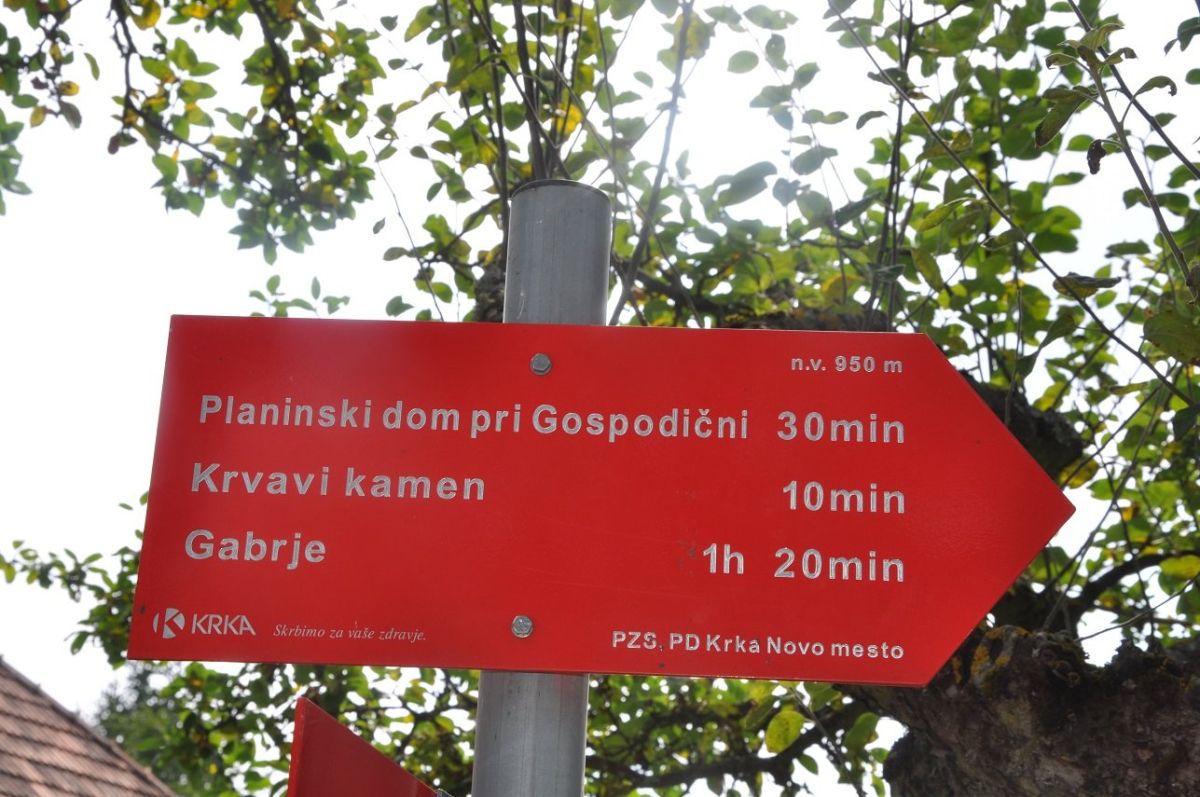 n.v. 950 m
Planinski dom pri Gospodični 30min
Krvavi kamen 10min
Gabrje 1h 20min
KRKA Skrbimo za vaše zdravje.
PZS, PD Krka Novo mesto